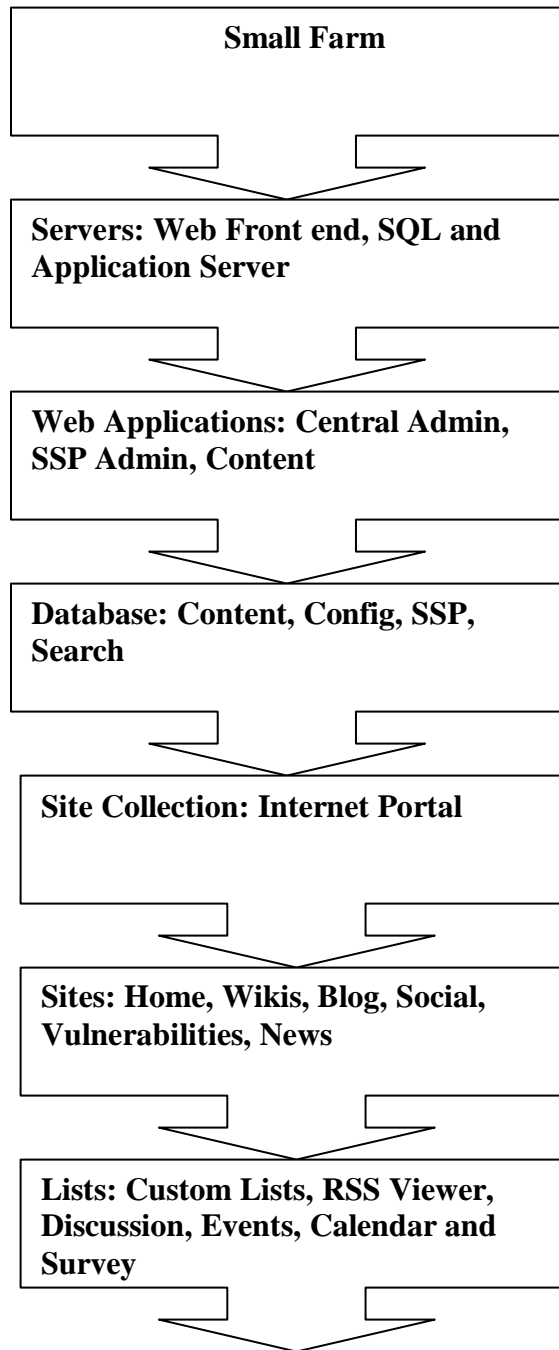 Small Farm
Servers: Web Front end, SQL and
Application Server
Web Applications: Central Admin,
SSP Admin, Content
Database: Content, Config, SSP,
Search
Site Collection: Internet Portal
Sites: Home, Wikis, Blog, Social,
Vulnerabilities, News
Lists: Custom Lists, RSS Viewer,
Discussion, Events, Calendar and
Survey